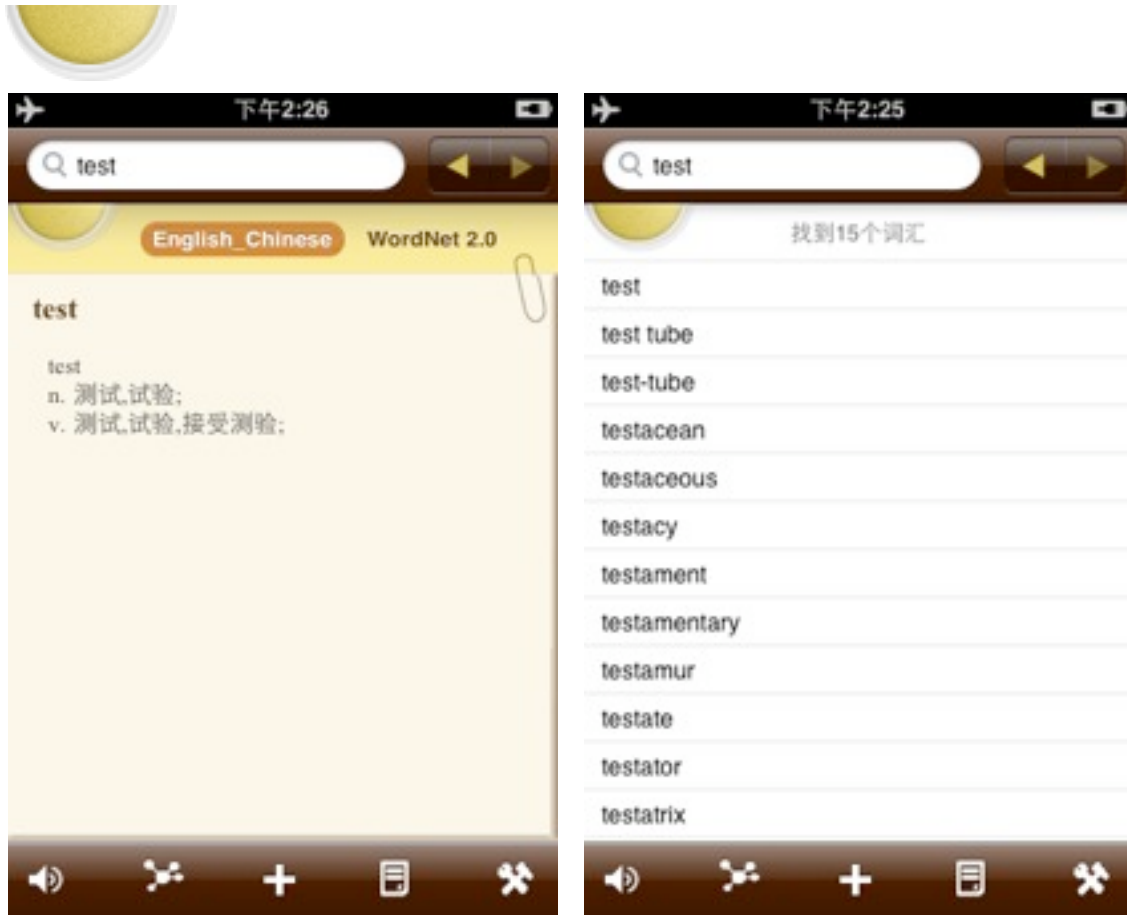 下午2:26
test
English_Chinese WordNet 2.0
test
test
n. 测试,试验;
v. 测试,试验,接受测验;
下午2:25
test
找到15个词汇
test
test tube
test-tube
testacean
testaceous
testacy
testament
testamentary
testamur
testate
testator
testatrix